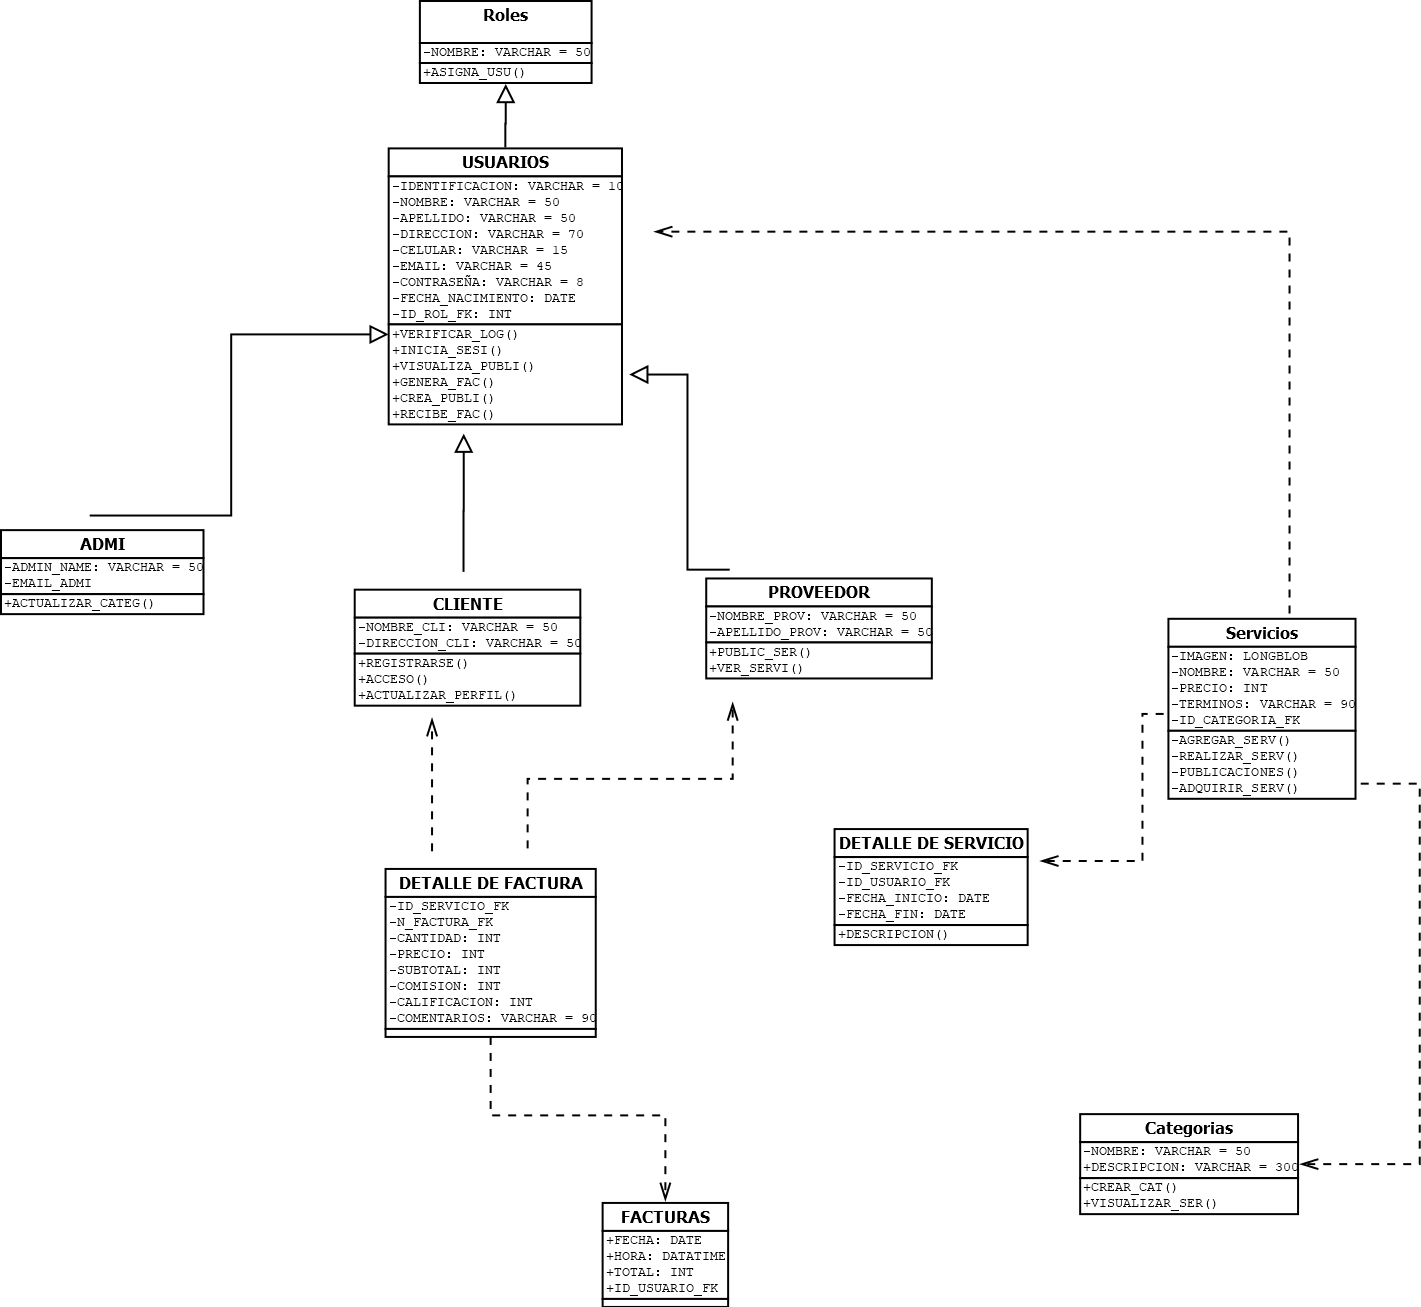 Roles
-NOMBRE: VARCHAR = 50
+ASIGNA_USU()
USUARIOS
-IDENTIFICACION: VARCHAR = 10
-NOMBRE: VARCHAR = 50
-APELLIDO: VARCHAR = 50
-DIRECCION: VARCHAR = 70
-CELULAR: VARCHAR = 15
-EMAIL: VARCHAR = 45
-CONTRASEÑA: VARCHAR = 8
-FECHA_NACIMIENTO: DATE
-ID_ROL_FK: INT
+VERIFICAR_LOG()
+INICIA_SESI()
+VISUALIZA_PUBLI()
+GENERA_FAC()
+CREA_PUBLI()
+RECIBE_FAC()
ADMI
-ADMIN_NAME: VARCHAR = 50
-EMAIL_ADMI
+ACTUALIZAR_CATEG()
CLIENTE
-NOMBRE_CLI: VARCHAR = 50
-DIRECCION_CLI: VARCHAR = 50
+REGISTRARSE()
+ACCESO()
+ACTUALIZAR_PERFIL()
PROVEEDOR
-NOMBRE_PROV: VARCHAR = 50
-APELLIDO_PROV: VARCHAR = 50
+PUBLIC_SER()
+VER_SERVI()
Servicios
-IMAGEN: LONGBLOB
-NOMBRE: VARCHAR = 50
-PRECIO: INT
-TERMINOS: VARCHAR = 90
-ID_CATEGORIA_FK
-AGREGAR_SERV()
-REALIZAR_SERV()
-PUBLICACIONES()
-ADQUIRIR_SERV()
DETALLE DE SERVICIO
-ID_SERVICIO_FK
-ID_USUARIO_FK
-FECHA_INICIO: DATE
-FECHA_FIN: DATE
+DESCRIPCION()
DETALLE DE FACTURA
-ID_SERVICIO_FK
-N_FACTURA_FK
-CANTIDAD: INT
-PRECIO: INT
-SUBTOTAL: INT
-COMISION: INT
-CALIFICACION: INT
-COMENTARIOS: VARCHAR = 90
Categorias
-NOMBRE: VARCHAR = 50
+DESCRIPCION: VARCHAR = 300
+CREAR_CAT()
+VISUALIZAR_SER()
FACTURAS
+FECHA: DATE
+HORA: DATATIME
+TOTAL: INT
+ID_USUARIO_FK